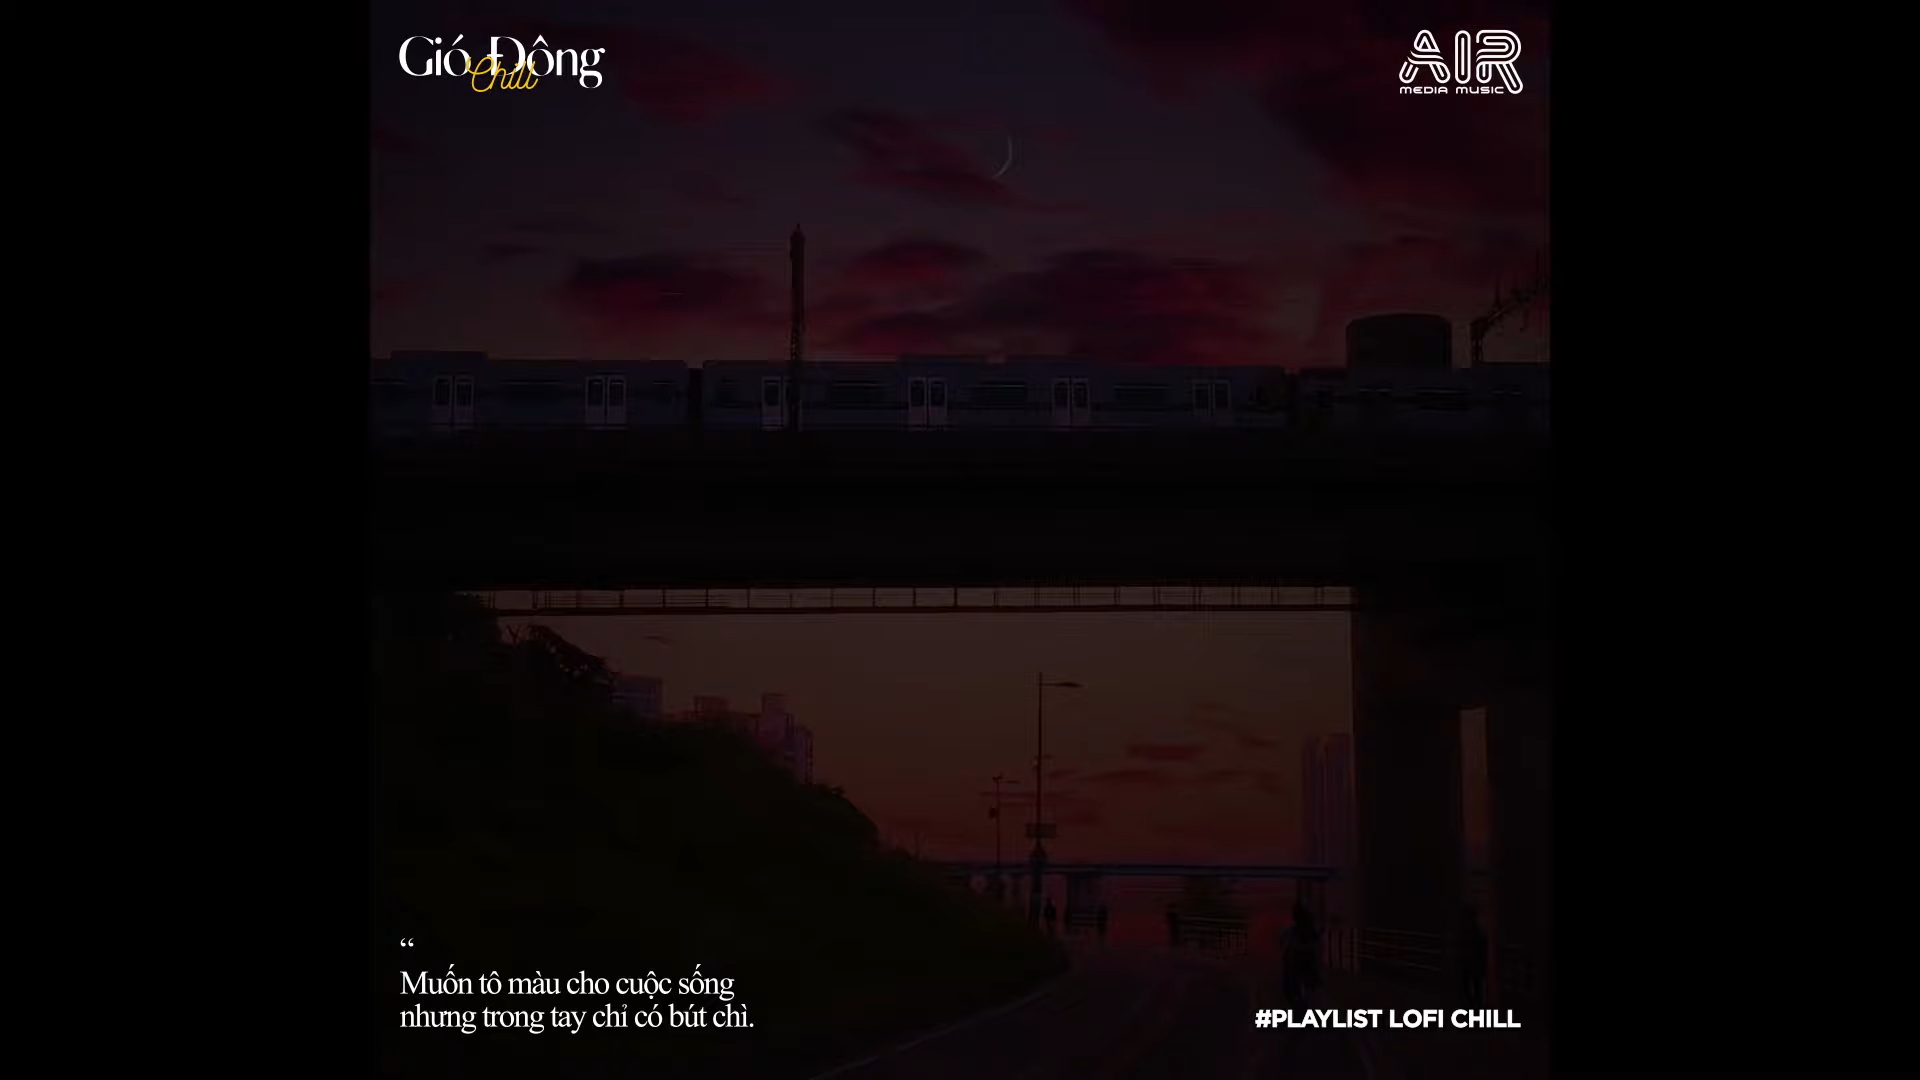 Gió Đông
Chill
AIR
MEDIA MUSIC
“
Muốn tô màu cho cuộc sống
nhưng trong tay chỉ có bút chì.
#PLAYLIST LOFI CHILL